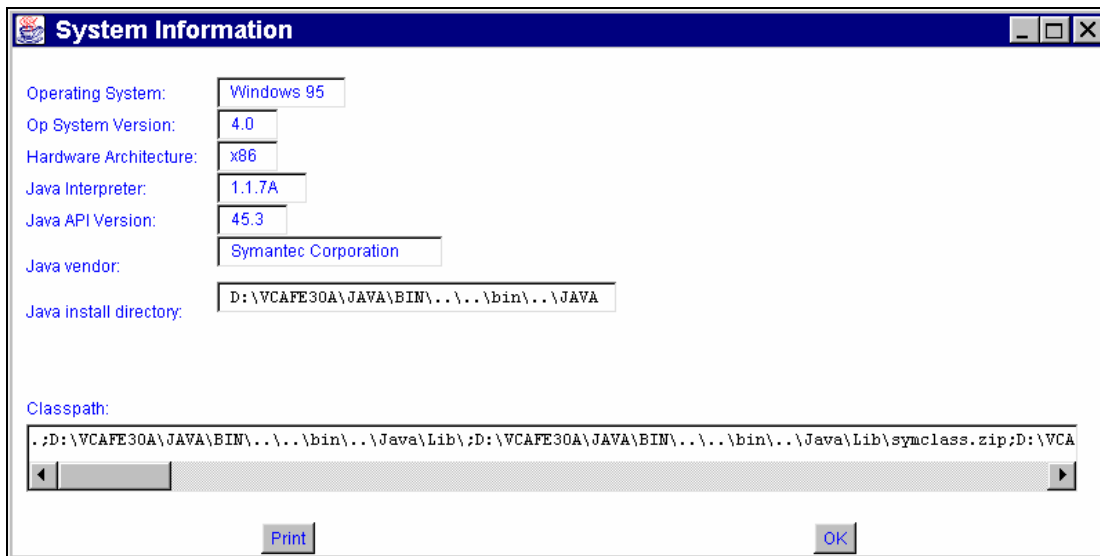 System Information
Operating System: Windows 95
Op System Version: 4.0
Hardware Architecture: x86
Java Interpreter: 1.1.7A
Java API Version: 45.3
Java vendor: Symantec Corporation
Java install directory: D:\VCAFE30A\JAVA\BIN\..\..\bin\..\JAVA
Classpath:
.;D:\VCAFE30A\JAVA\BIN\..\..\bin\..\Java\Lib\;D:\VCAFE30A\JAVA\BIN\..\..\bin\..\Java\Lib\symclass.zip;D:\VCA
Print OK